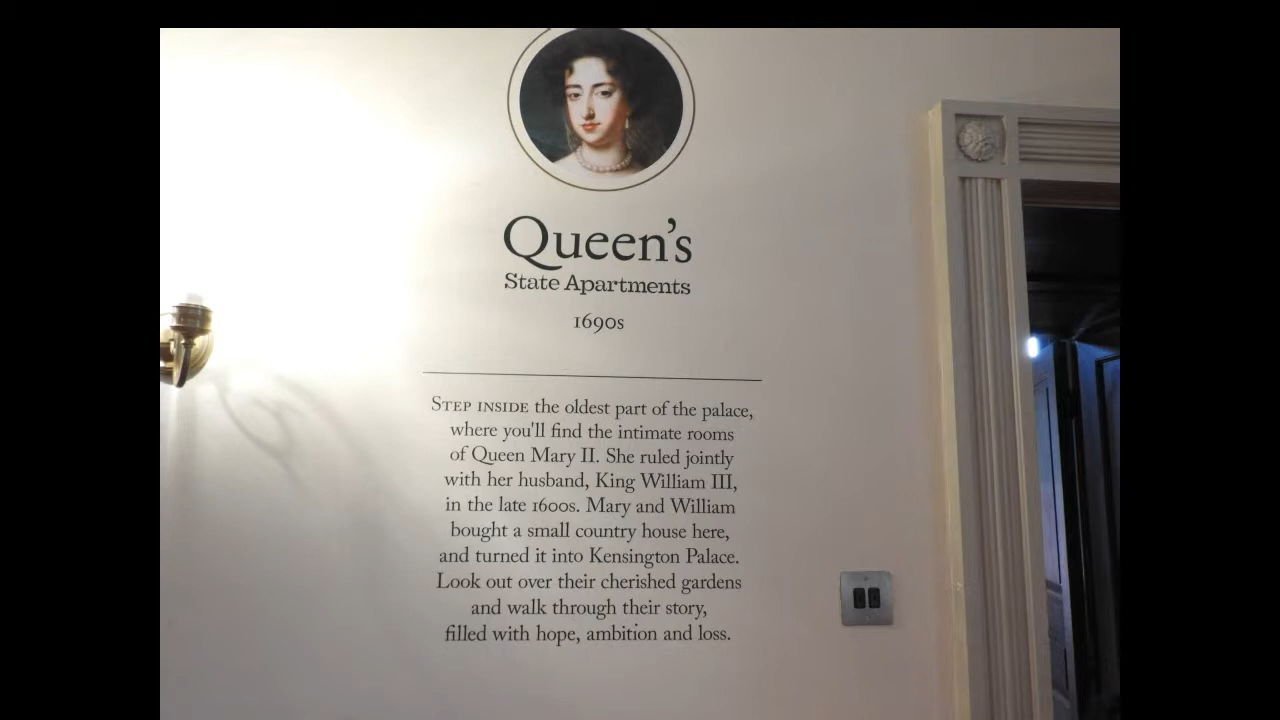 Queen's
State Apartments
1690s
STEP INSIDE the oldest part of the palace,
where you'll find the intimate rooms
of Queen Mary II. She ruled jointly
with her husband, King William III,
in the late 1600s. Mary and William
bought a small country house here,
and turned it into Kensington Palace.
Look out over their cherished gardens
and walk through their story,
filled with hope, ambition and loss.